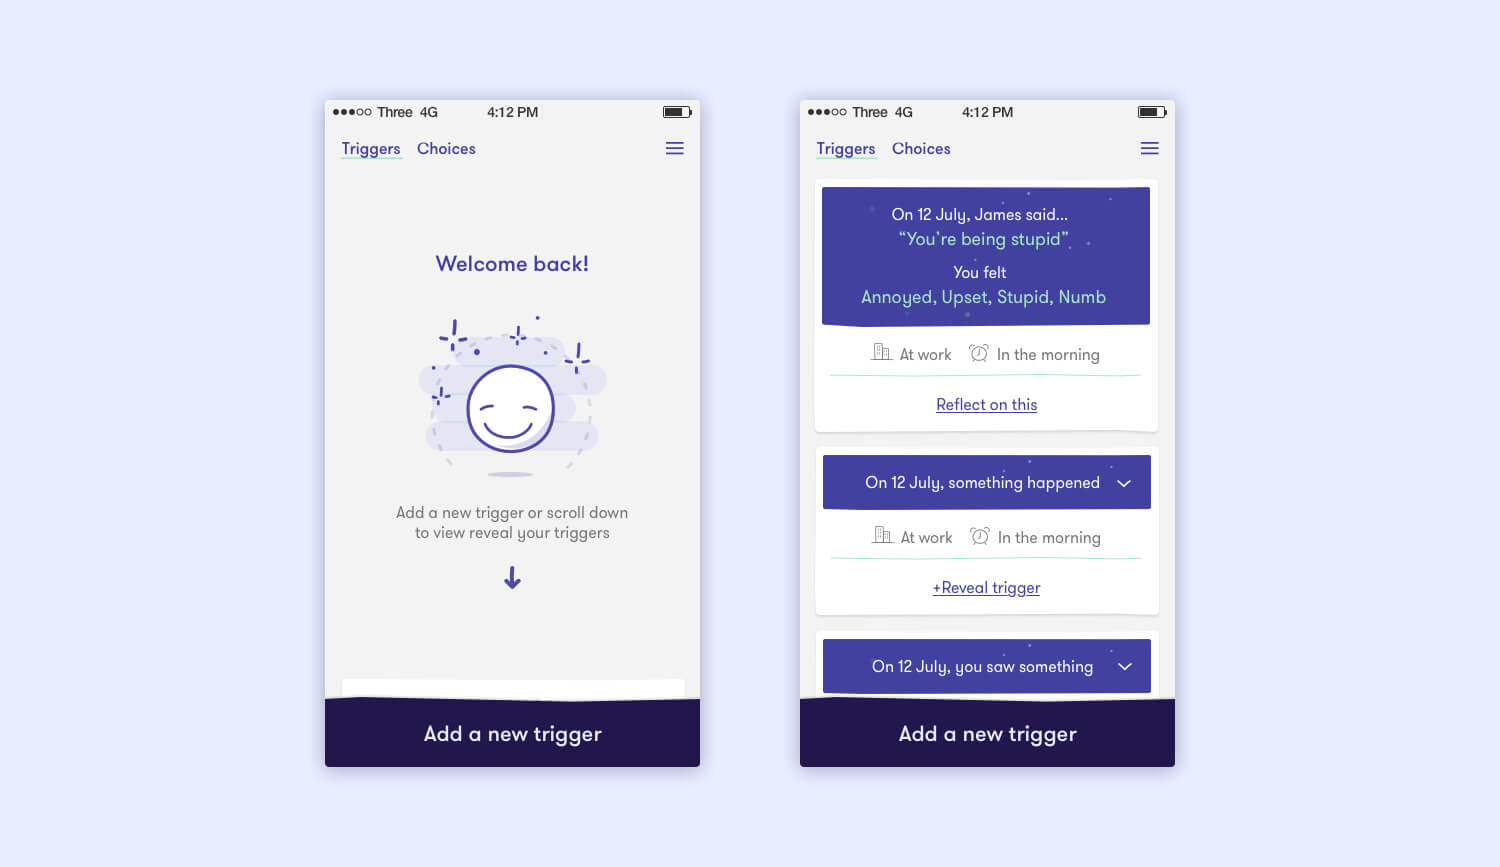 Three 4G 4:12 PM
Triggers Choices
Welcome back!
Add a new trigger or scroll down
to view reveal your triggers
Add a new trigger
Three 4G 4:12 PM
Triggers Choices
On 12 July, James said...
“You’re being stupid”
You felt
Annoyed, Upset, Stupid, Numb
At work In the morning
Reflect on this
On 12 July, something happened
At work In the morning
+Reveal trigger
On 12 July, you saw something
Add a new trigger